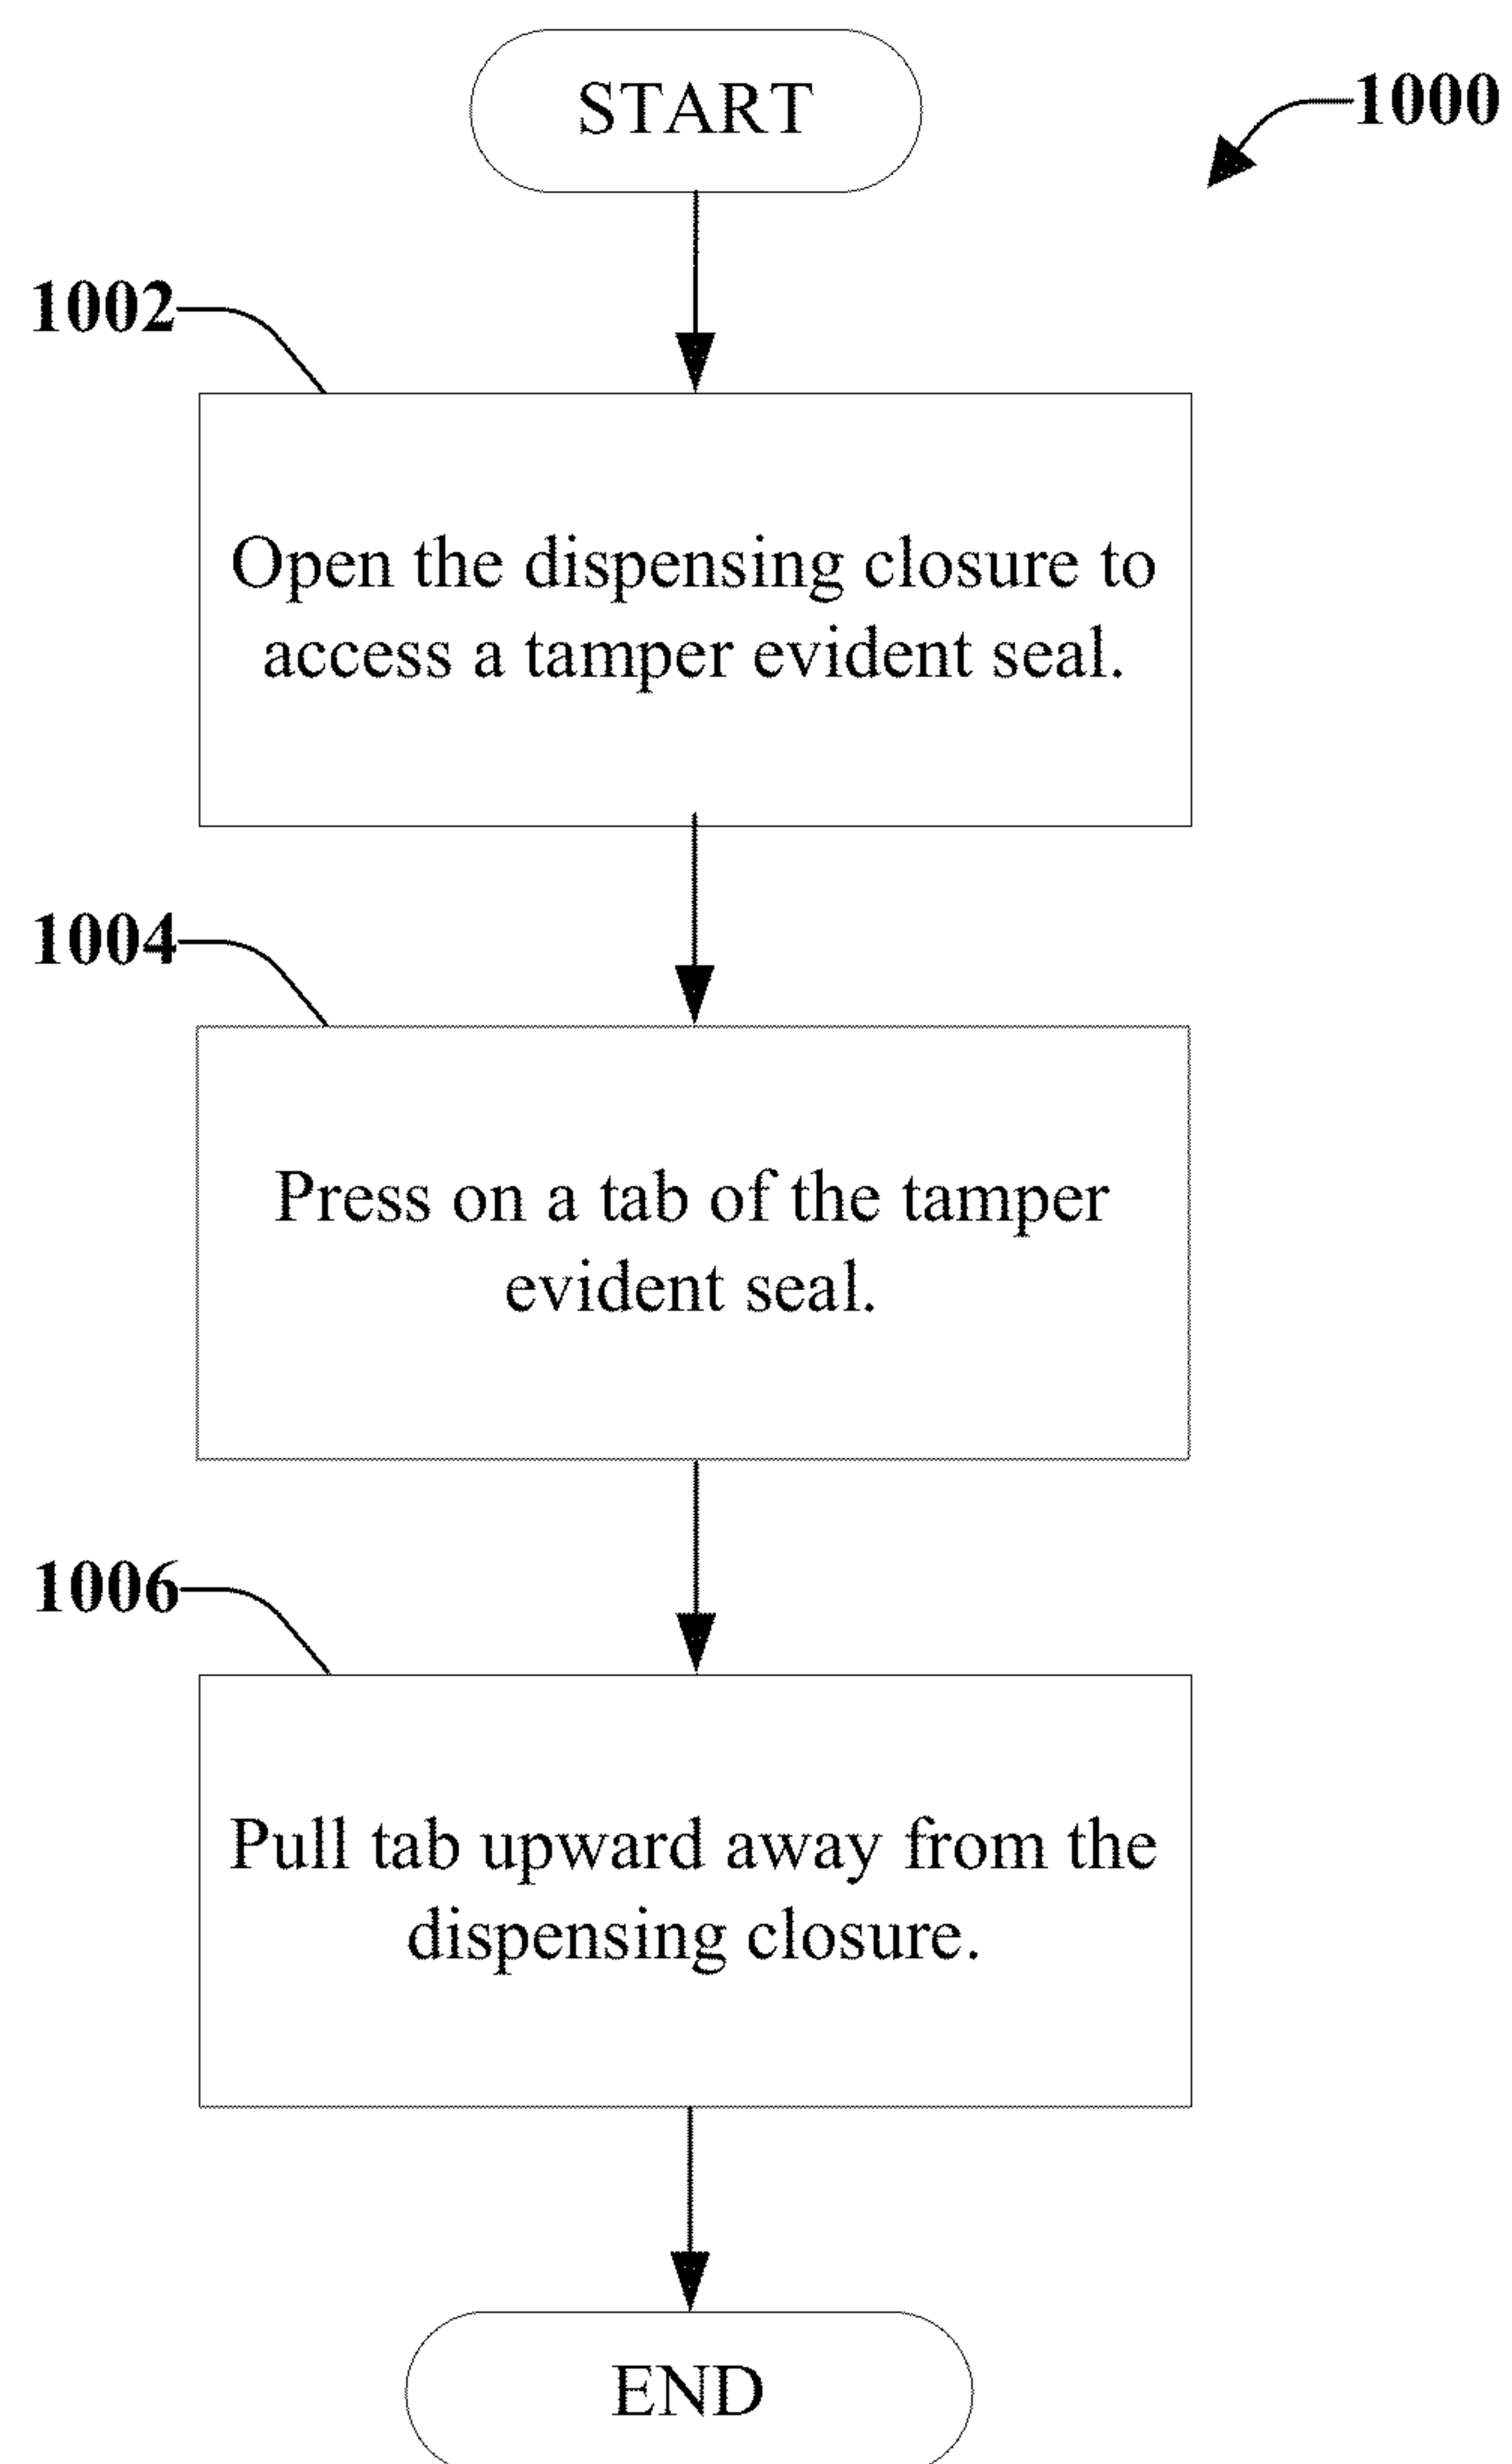 START
1000
1002
Open the dispensing closure to
access a tamper evident seal.
1004
Press on a tab of the tamper
evident seal.
1006
Pull tab upward away from the
dispensing closure.
END